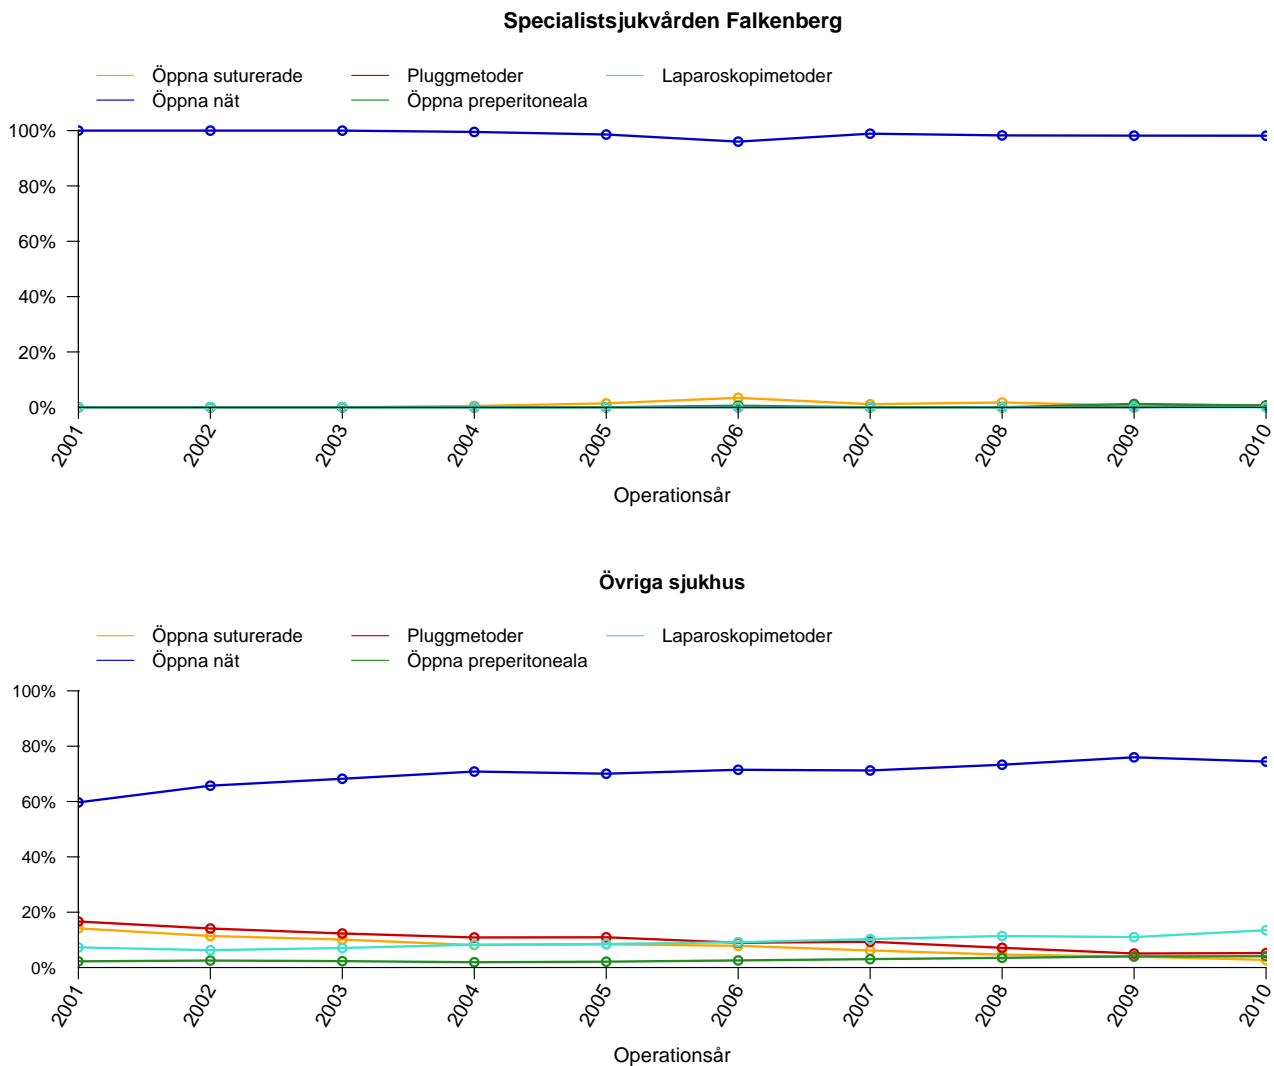 Specialistsjukvården Falkenberg
Öppna suturerade Pluggmetoder Laparoskopimetoder
Öppna nät Öppna preperitoneala
100%
80%
60%
40%
20%
0%
2001 2002 2003 2004 2005 2006 2007 2008 2009 2010
Operationsår
Övriga sjukhus
Öppna suturerade Pluggmetoder Laparoskopimetoder
Öppna nät Öppna preperitoneala
100%
80%
60%
40%
20%
0%
2001 2002 2003 2004 2005 2006 2007 2008 2009 2010
Operationsår